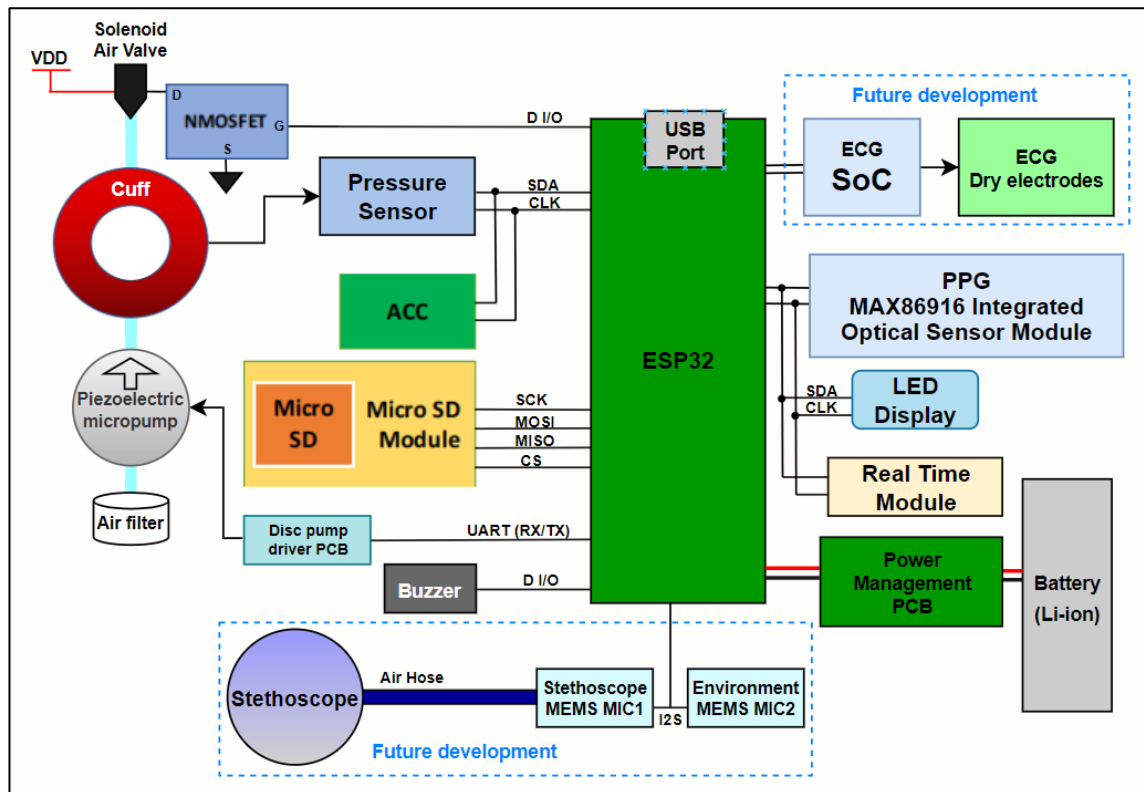 Solenoid
Air Valve
VDD
D
NMOSFET
G
S
D I/O
USB
Port
Future development
ECG
SoC
ECG
Dry electrodes
Cuff
Pressure
Sensor
SDA
CLK
ACC
ESP32
PPG
MAX86916 Integrated
Optical Sensor Module
SDA
CLK
LED
Display
Piezoelectric
micropump
Micro
SD
Micro SD
Module
SCK
MOSI
MISO
CS
Real Time
Module
Air filter
Disc pump
driver PCB
UART (RX/TX)
Buzzer
D I/O
Power
Management
PCB
Battery
(Li-ion)
Stethoscope
Air Hose
Stethoscope
MEMS MIC1
I2S
Environment
MEMS MIC2
Future development